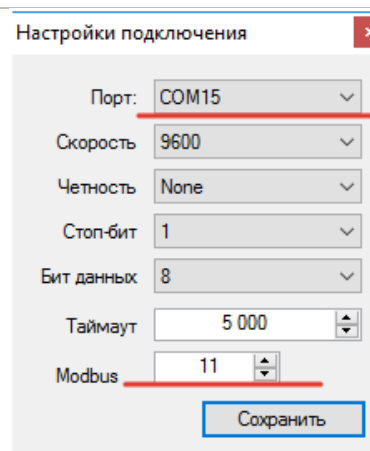 Настройки подключения
Порт: COM15
Скорость 9600
Четность None
Стоп-бит 1
Бит данных 8
Таймаут 5 000
Modbus 11
Сохранить